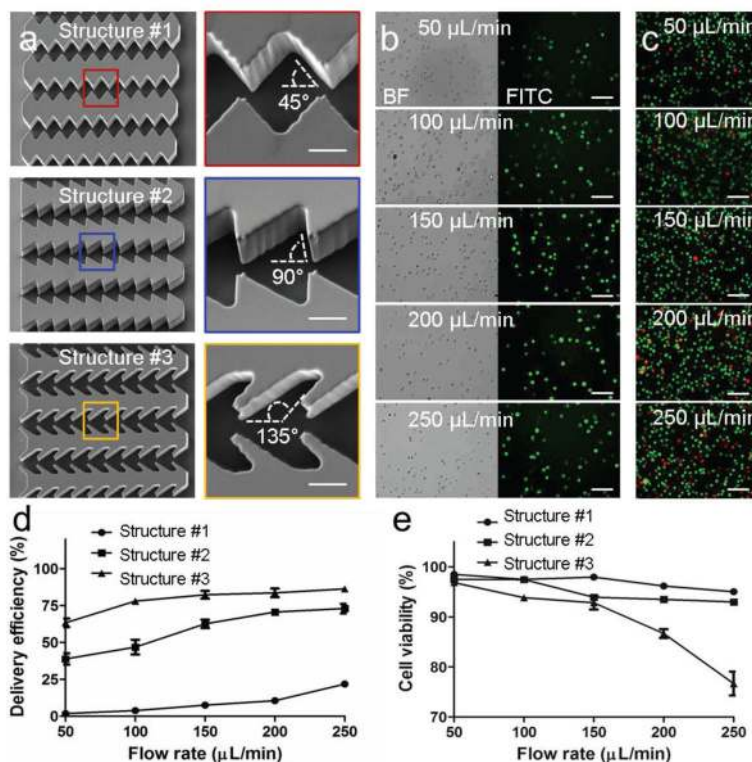 a
Structure #1
45°
Structure #2
90°
Structure #3
135°
b
50 µL/min
BF
FITC
100 µL/min
150 µL/min
200 µL/min
250 µL/min
c
50 µL/min
100 µL/min
150 µL/min
200 µL/min
250 µL/min
d
Structure #1
Structure #2
Structure #3
Delivery efficiency (%)
75
50
25
0
50 100 150 200 250
Flow rate (µL/min)
e
Structure #1
Structure #2
Structure #3
Cell viability (%)
100
90
80
70
50 100 150 200 250
Flow rate (µL/min)